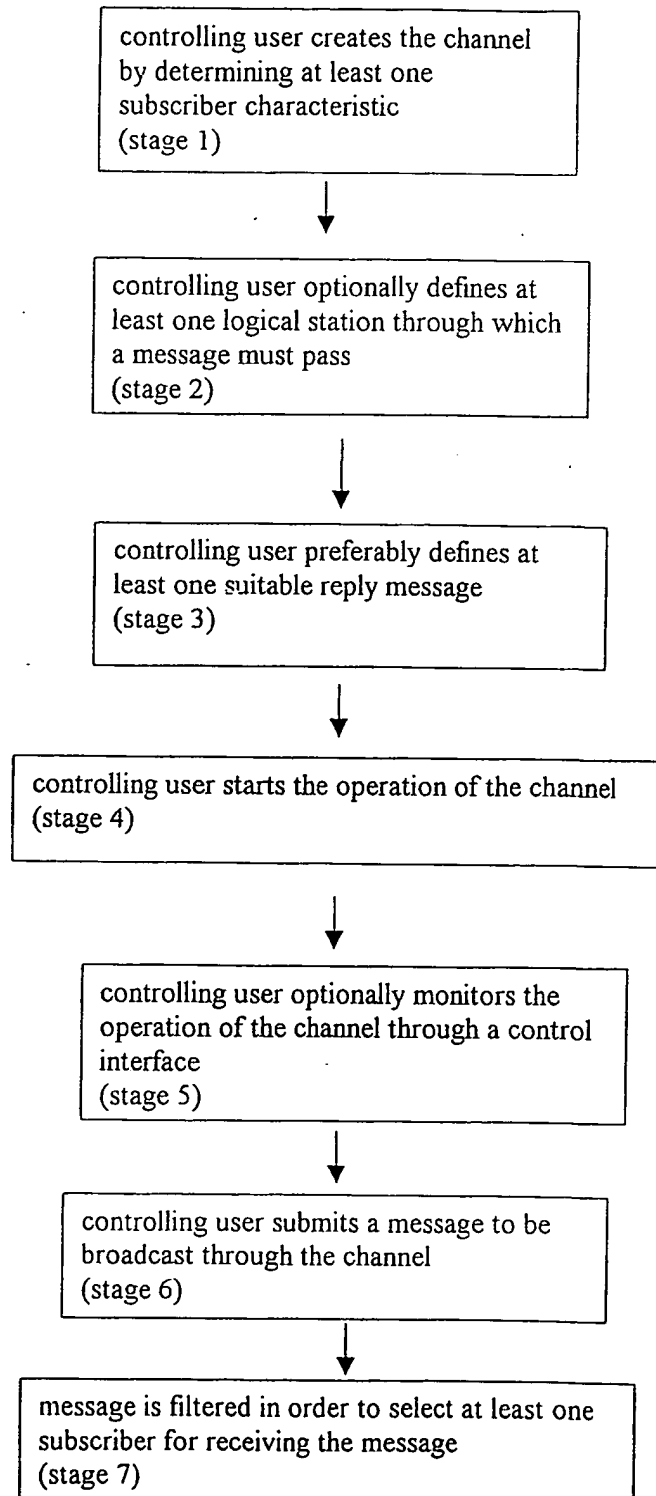 controlling user creates the channel
by determining at least one
subscriber characteristic
(stage 1)
controlling user optionally defines at
least one logical station through which
a message must pass
(stage 2)
controlling user preferably defines at
least one suitable reply message
(stage 3)
controlling user starts the operation of the channel
(stage 4)
controlling user optionally monitors the
operation of the channel through a control
interface
(stage 5)
controlling user submits a message to be
broadcast through the channel
(stage 6)
message is filtered in order to select at least one
subscriber for receiving the message
(stage 7)